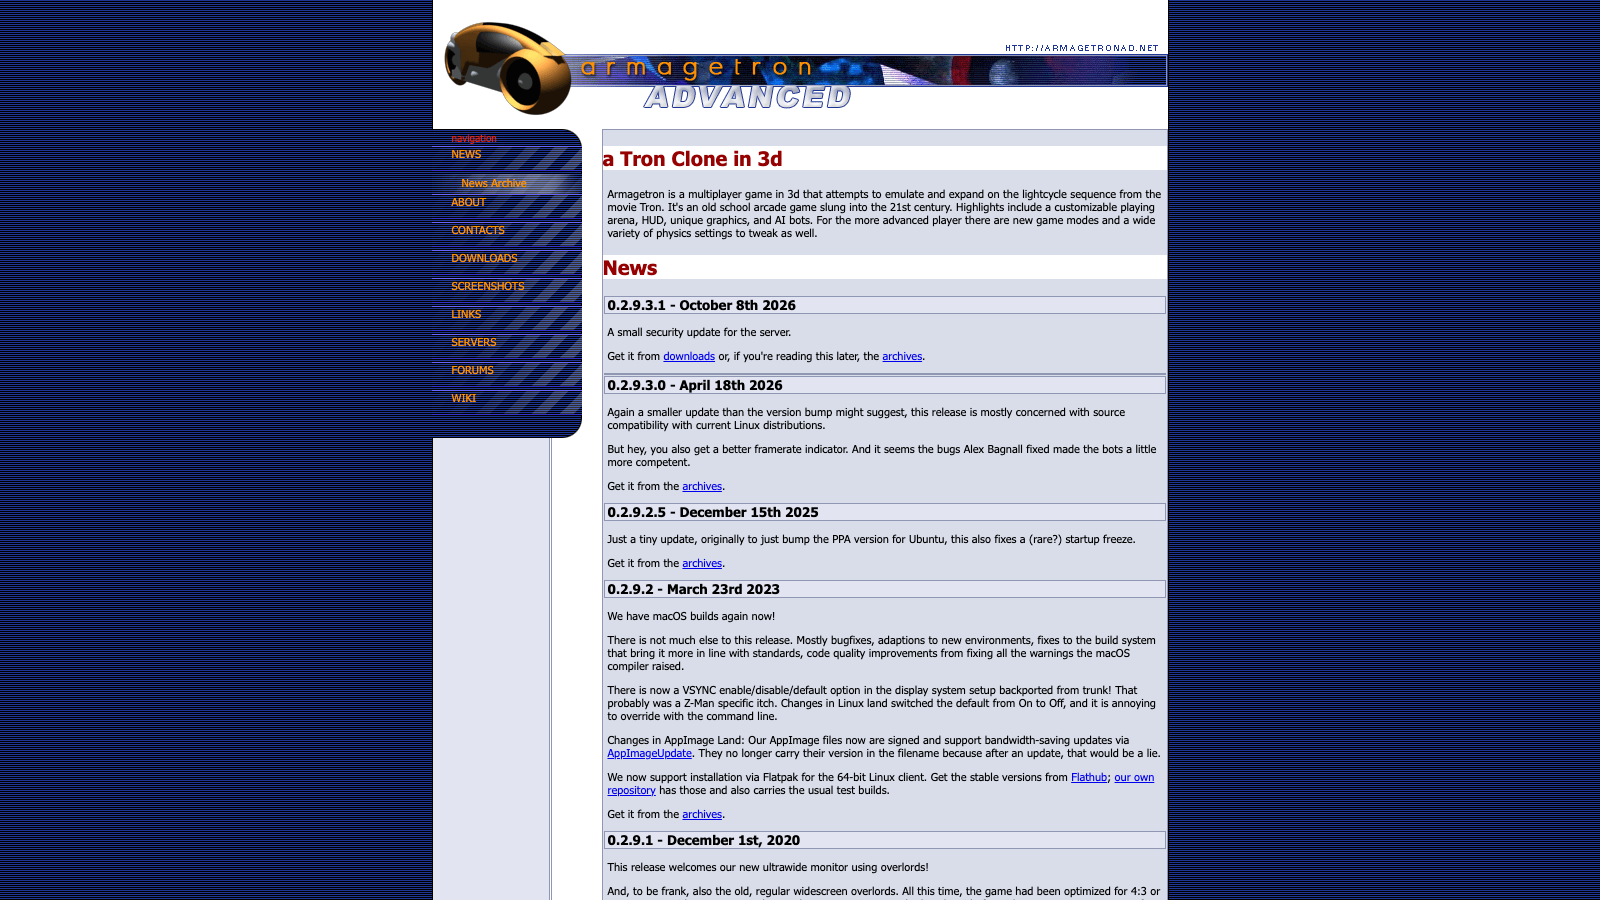 HTTP://ARMAGETRONAD.NET
armagetron
ADVANCED
navigation
NEWS
News Archive
ABOUT
CONTACTS
DOWNLOADS
SCREENSHOTS
LINKS
SERVERS
FORUMS
WIKI
a Tron Clone in 3d
Armagetron is a multiplayer game in 3d that attempts to emulate and expand on the lightcycle sequence from the
movie Tron. It's an old school arcade game slung into the 21st century. Highlights include a customizable playing
arena, HUD, unique graphics, and AI bots. For the more advanced player there are new game modes and a wide
variety of physics settings to tweak as well.
News
0.2.9.3.1 - October 8th 2026
A small security update for the server.
Get it from downloads or, if you're reading this later, the archives.
0.2.9.3.0 - April 18th 2026
Again a smaller update than the version bump might suggest, this release is mostly concerned with source
compatibility with current Linux distributions.
But hey, you also get a better framerate indicator. And it seems the bugs Alex Bagnall fixed made the bots a little
more competent.
Get it from the archives.
0.2.9.2.5 - December 15th 2025
Just a tiny update, originally to just bump the PPA version for Ubuntu, this also fixes a (rare?) startup freeze.
Get it from the archives.
0.2.9.2 - March 23rd 2023
We have macOS builds again now!
There is not much else to this release. Mostly bugfixes, adaptions to new environments, fixes to the build system
that bring it more in line with standards, code quality improvements from fixing all the warnings the macOS
compiler raised.
There is now a VSYNC enable/disable/default option in the display system setup backported from trunk! That
probably was a Z-Man specific itch. Changes in Linux land switched the default from On to Off, and it is annoying
to override with the command line.
Changes in AppImage Land: Our AppImage files now are signed and support bandwidth-saving updates via
AppImageUpdate. They no longer carry their version in the filename because after an update, that would be a lie.
We now support installation via Flatpak for the 64-bit Linux client. Get the stable versions from Flathub; our own
repository has those and also carries the usual test builds.
Get it from the archives.
0.2.9.1 - December 1st, 2020
This release welcomes our new ultrawide monitor using overlords!
And, to be frank, also the old, regular widescreen overlords. All this time, the game had been optimized for 4:3 or